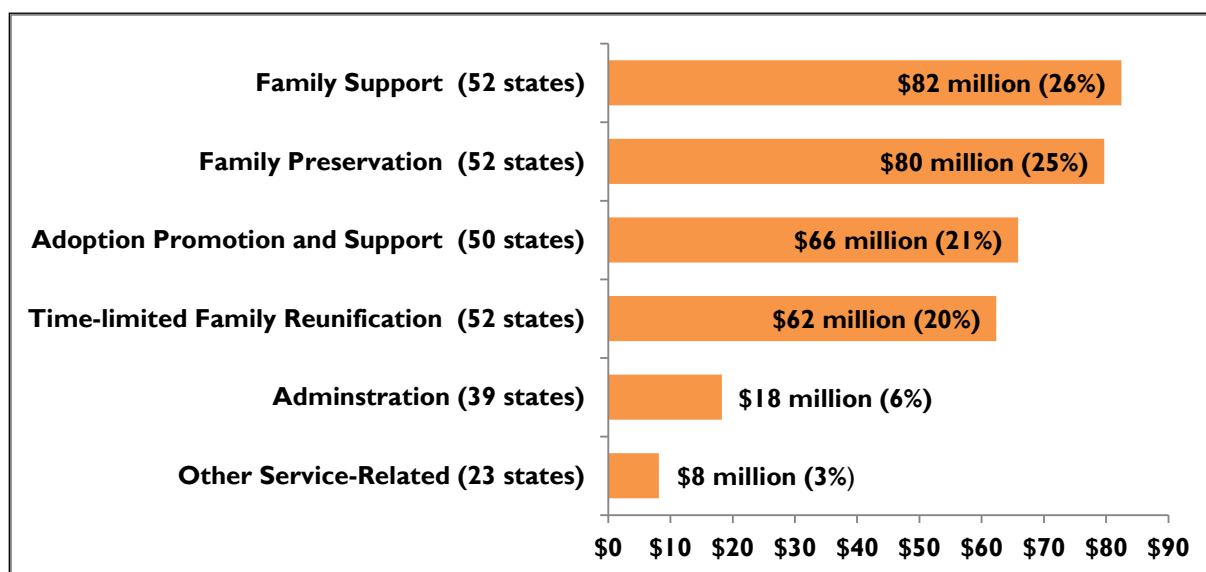 Family Support (52 states)
$82 million (26%)
Family Preservation (52 states)
$80 million (25%)
Adoption Promotion and Support (50 states)
$66 million (21%)
Time-limited Family Reunification (52 states)
$62 million (20%)
Adminstration (39 states)
$18 million (6%)
Other Service-Related (23 states)
$8 million (3%)
$0 $10 $20 $30 $40 $50 $60 $70 $80 $90